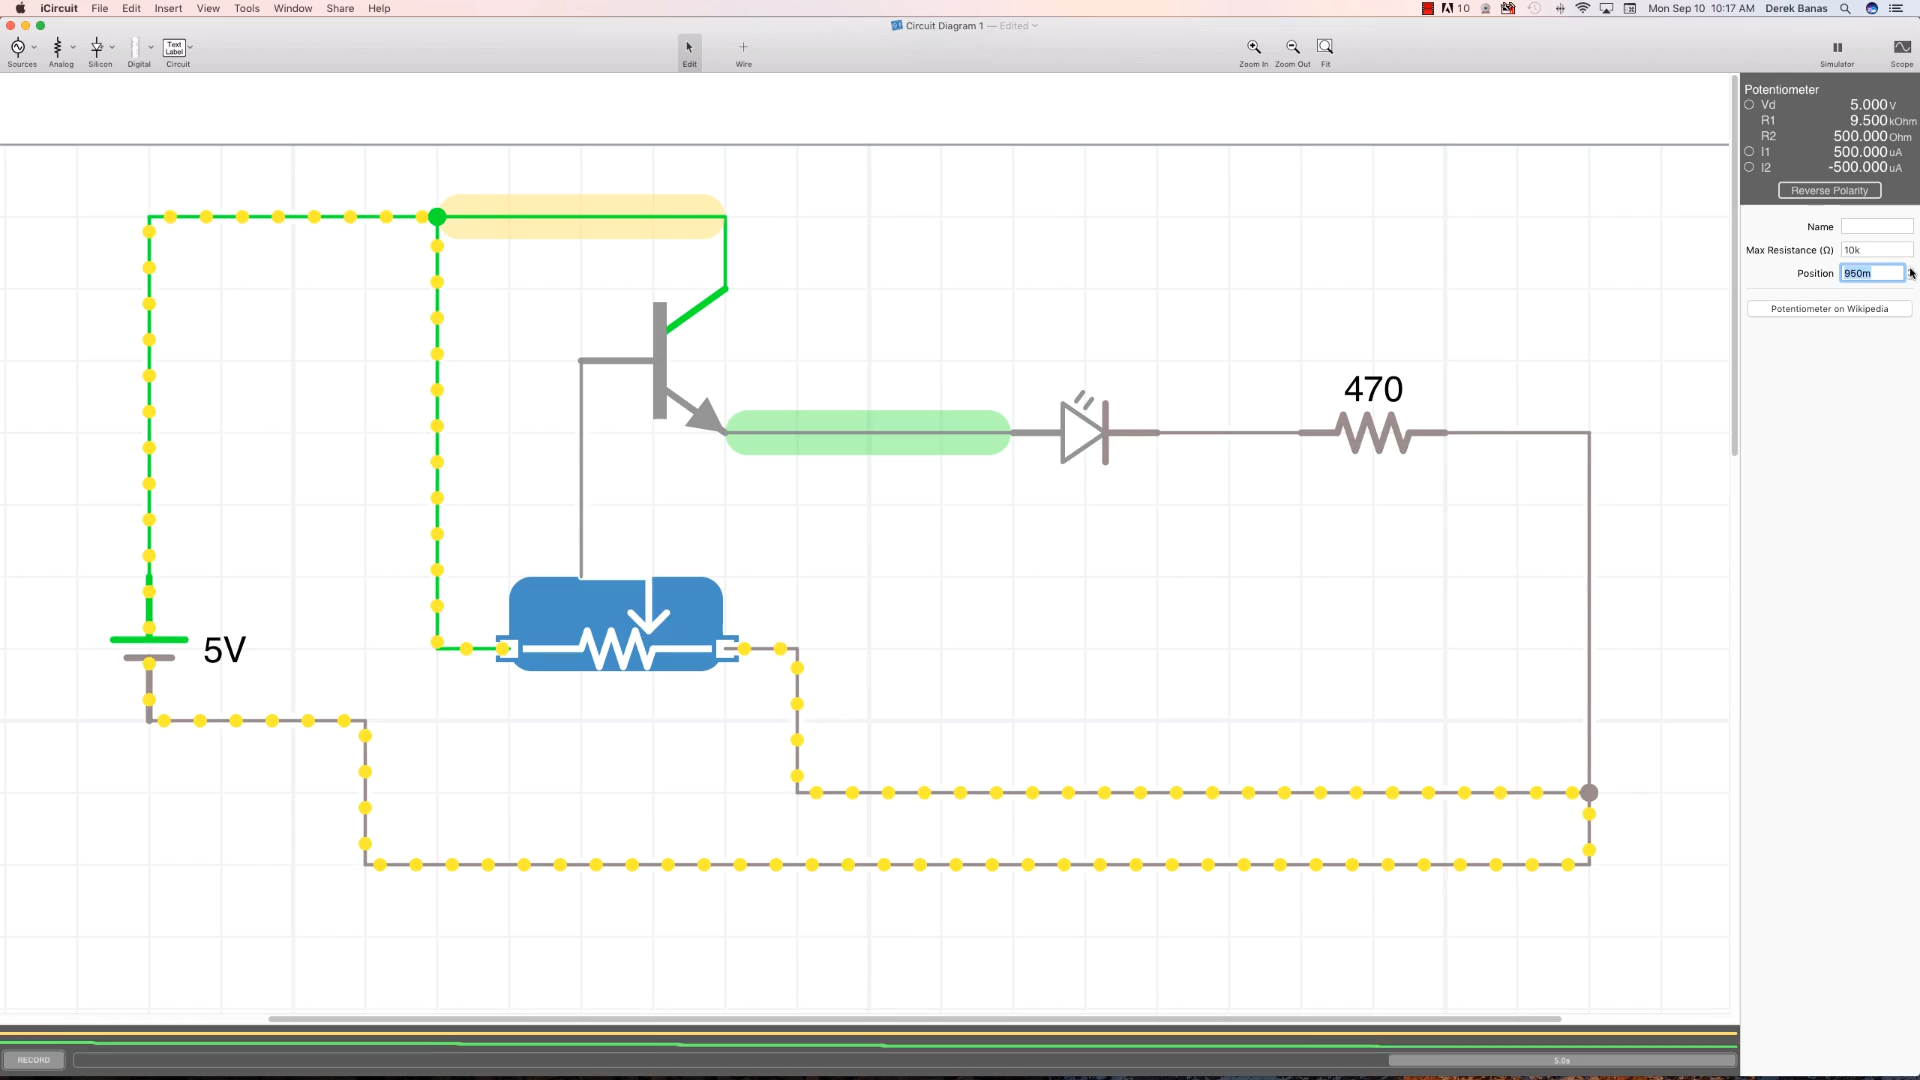 iCircuit File Edit Insert View Tools Window Share Help
10 Mon Sep 10 10:17 AM Derek Banas
Circuit Diagram 1 — Edited
Text
Label
Sources Analog Silicon Digital Circuit
Edit Wire
Zoom In Zoom Out Fit
Simulator Scope
Potentiometer
Vd 5.000 V
R1 9.500 kOhm
R2 500.000 Ohm
I1 500.000 uA
I2 -500.000 uA
Reverse Polarity
Name
Max Resistance (Ω) 10k
Position 950m
Potentiometer on Wikipedia
470
5V
RECORD
5.0s